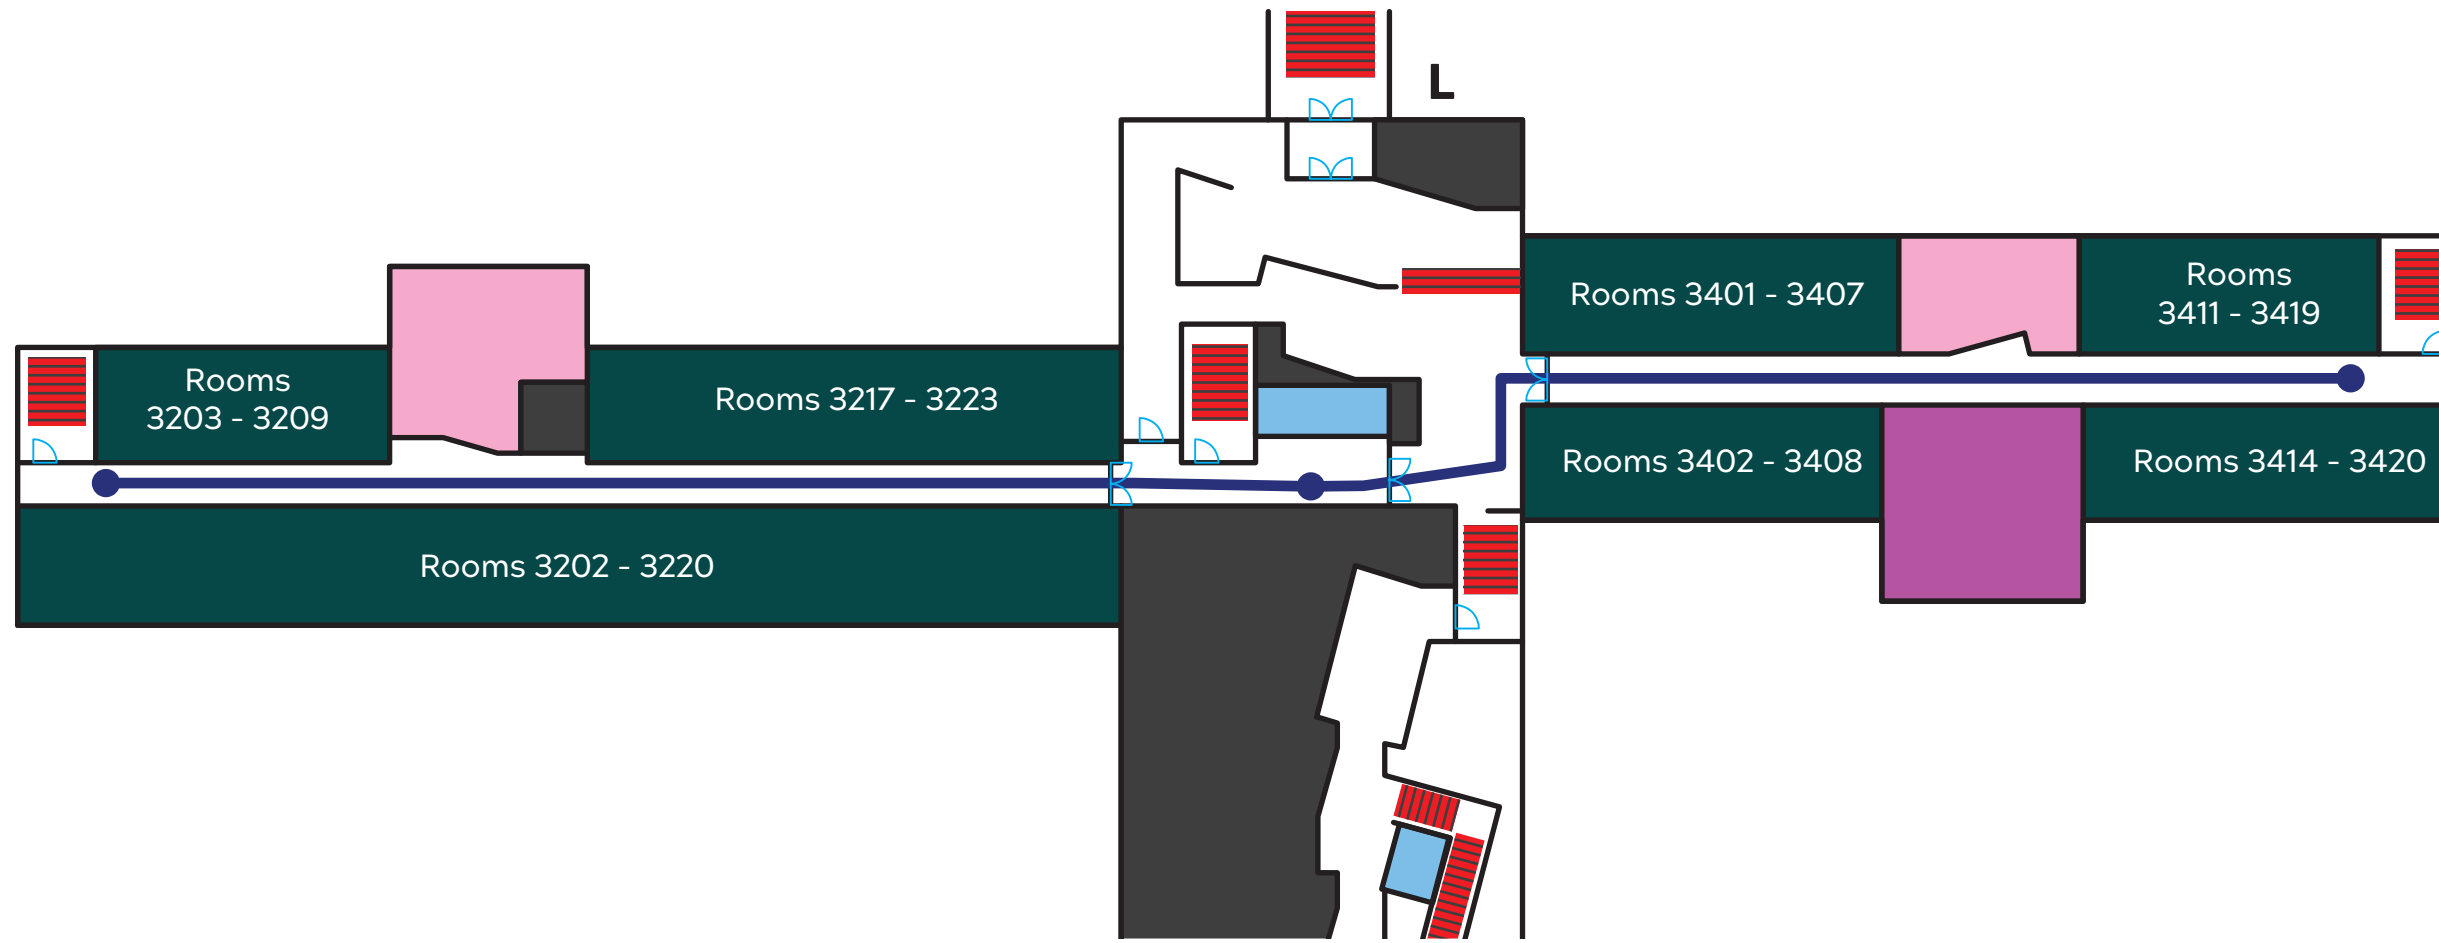 L
Rooms 3401 - 3407
Rooms
3411 - 3419
Rooms
3203 - 3209
Rooms 3217 - 3223
Rooms 3402 - 3408
Rooms 3414 - 3420
Rooms 3202 - 3220